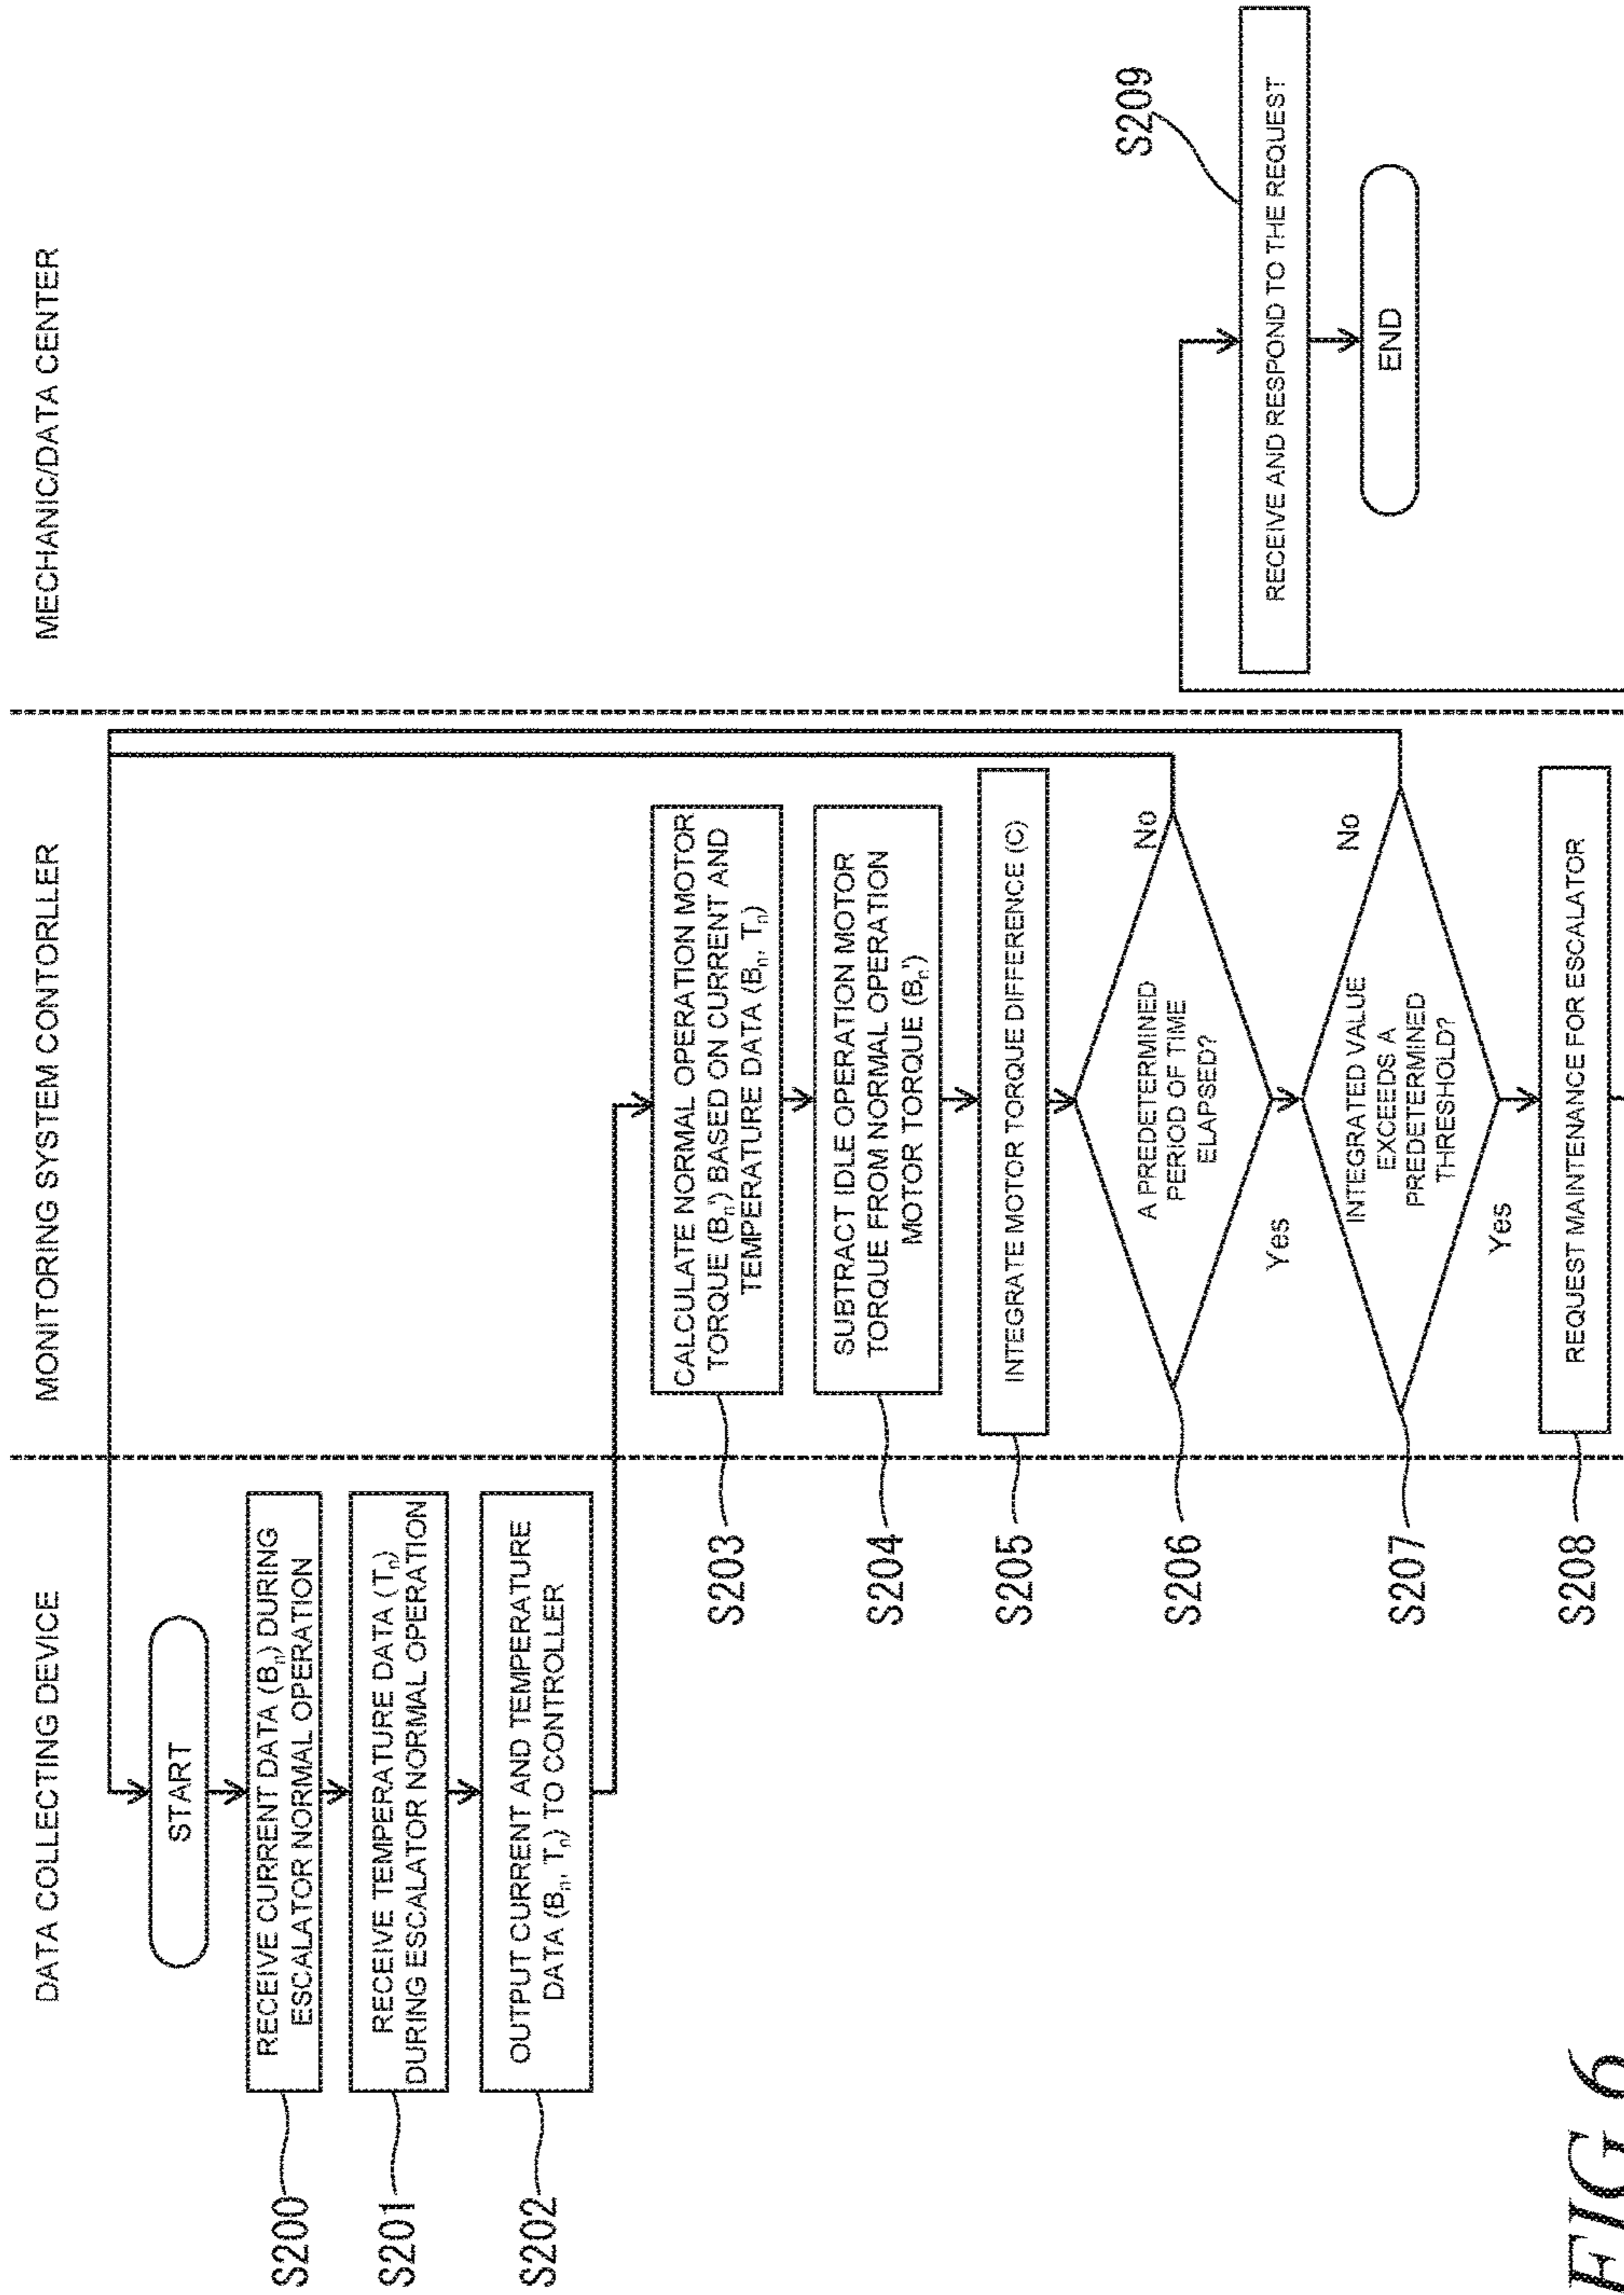 DATA COLLECTING DEVICE
MONITORING SYSTEM CONTORLLER
MECHANIC/DATA CENTER
START
S200
RECEIVE CURRENT DATA (Bn) DURING
ESCALATOR NORMAL OPERATION
S201
RECEIVE TEMPERATURE DATA (Tn)
DURING ESCALATOR NORMAL OPERATION
S202
OUTPUT CURRENT AND TEMPERATURE
DATA (Bn, Tn) TO CONTROLLER
S203
CALCULATE NORMAL OPERATION MOTOR
TORQUE (Bn') BASED ON CURRENT AND
TEMPERATURE DATA (Bn, Tn)
S204
SUBTRACT IDLE OPERATION MOTOR
TORQUE FROM NORMAL OPERATION
MOTOR TORQUE (Bn')
S205
INTEGRATE MOTOR TORQUE DIFFERENCE (C)
S206
A PREDETERMINED
PERIOD OF TIME
ELAPSED?
No
Yes
S207
INTEGRATED VALUE
EXCEEDS A
PREDETERMINED
THRESHOLD?
No
Yes
S208
REQUEST MAINTENANCE FOR ESCALATOR
S209
RECEIVE AND RESPOND TO THE REQUEST
END
FIG 6